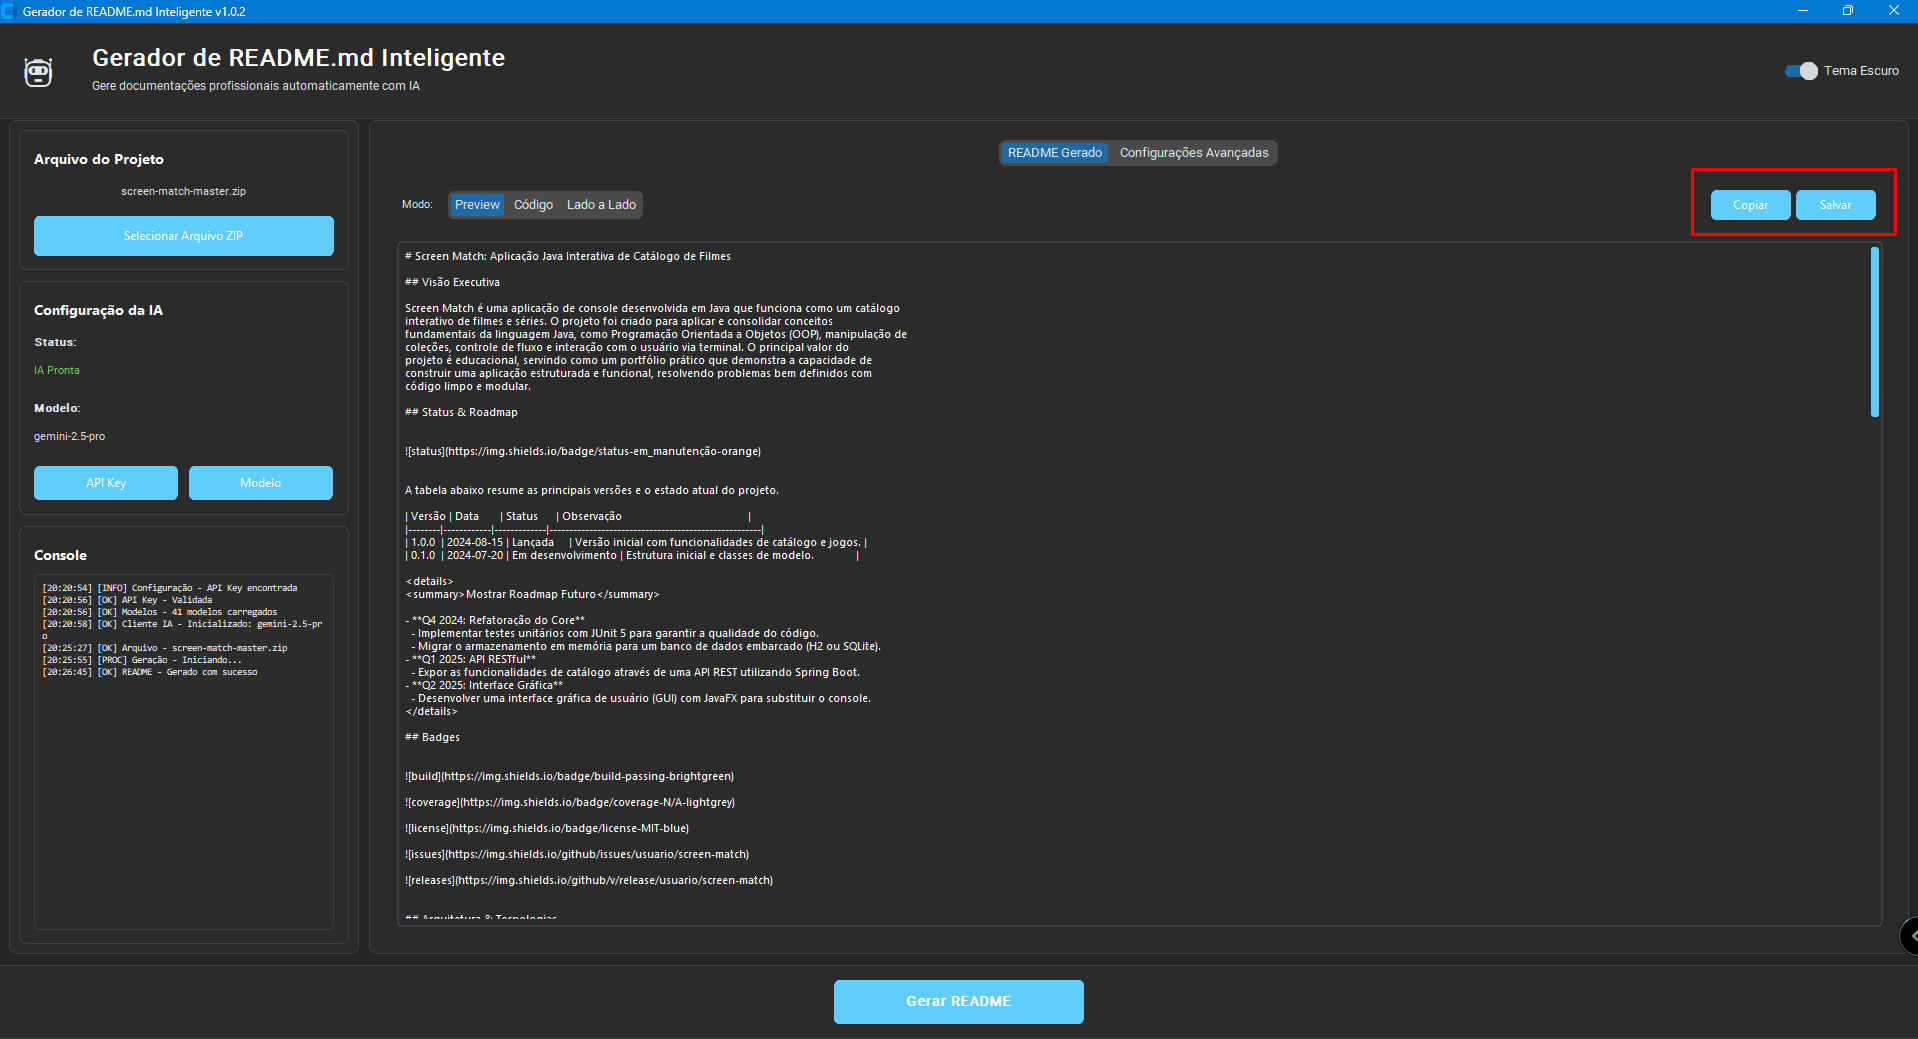 Gerador de README.md Inteligente v1.0.2
Gerador de README.md Inteligente
Gere documentações profissionais automaticamente com IA
Tema Escuro
Arquivo do Projeto
screen-match-master.zip
Selecionar Arquivo ZIP
Configuração da IA
Status:
IA Pronta
Modelo:
gemini-2.5-pro
API Key
Modelo
Console
[20:20:54] [INFO] Configuração - API Key encontrada
[20:20:56] [OK] API Key - Validada
[20:20:56] [OK] Modelos - 41 modelos carregados
[20:20:58] [OK] Cliente IA - Inicializado: gemini-2.5-pr
o
[20:25:27] [OK] Arquivo - screen-match-master.zip
[20:25:55] [PROC] Geração - Iniciando...
[20:26:45] [OK] README - Gerado com sucesso
README Gerado
Configurações Avançadas
Modo:
Preview
Código
Lado a Lado
Copiar
Salvar
# Screen Match: Aplicação Java Interativa de Catálogo de Filmes
## Visão Executiva
Screen Match é uma aplicação de console desenvolvida em Java que funciona como um catálogo
interativo de filmes e séries. O projeto foi criado para aplicar e consolidar conceitos
fundamentais da linguagem Java, como Programação Orientada a Objetos (OOP), manipulação de
coleções, controle de fluxo e interação com o usuário via terminal. O principal valor do
projeto é educacional, servindo como um portfólio prático que demonstra a capacidade de
construir uma aplicação estruturada e funcional, resolvendo problemas bem definidos com
código limpo e modular.
## Status & Roadmap
![status](https://img.shields.io/badge/status-em_manutenção-orange)
A tabela abaixo resume as principais versões e o estado atual do projeto.
| Versão | Data | Status | Observação |
|--------|------------|-------------|-----------------------------------------------------|
| 1.0.0 | 2024-08-15 | Lançada | Versão inicial com funcionalidades de catálogo e jogos. |
| 0.1.0 | 2024-07-20 | Em desenvolvimento | Estrutura inicial e classes de modelo. |
<details>
<summary>Mostrar Roadmap Futuro</summary>
- **Q4 2024: Refatoração do Core**
- Implementar testes unitários com JUnit 5 para garantir a qualidade do código.
- Migrar o armazenamento em memória para um banco de dados embarcado (H2 ou SQLite).
- **Q1 2025: API RESTful**
- Expor as funcionalidades de catálogo através de uma API REST utilizando Spring Boot.
- **Q2 2025: Interface Gráfica**
- Desenvolver uma interface gráfica de usuário (GUI) com JavaFX para substituir o console.
</details>
## Badges
![build](https://img.shields.io/badge/build-passing-brightgreen)
![coverage](https://img.shields.io/badge/coverage-N/A-lightgrey)
![license](https://img.shields.io/badge/license-MIT-blue)
![issues](https://img.shields.io/github/issues/usuario/screen-match)
![releases](https://img.shields.io/github/v/release/usuario/screen-match)
## Arquitetura & Tecnologias
Gerar README